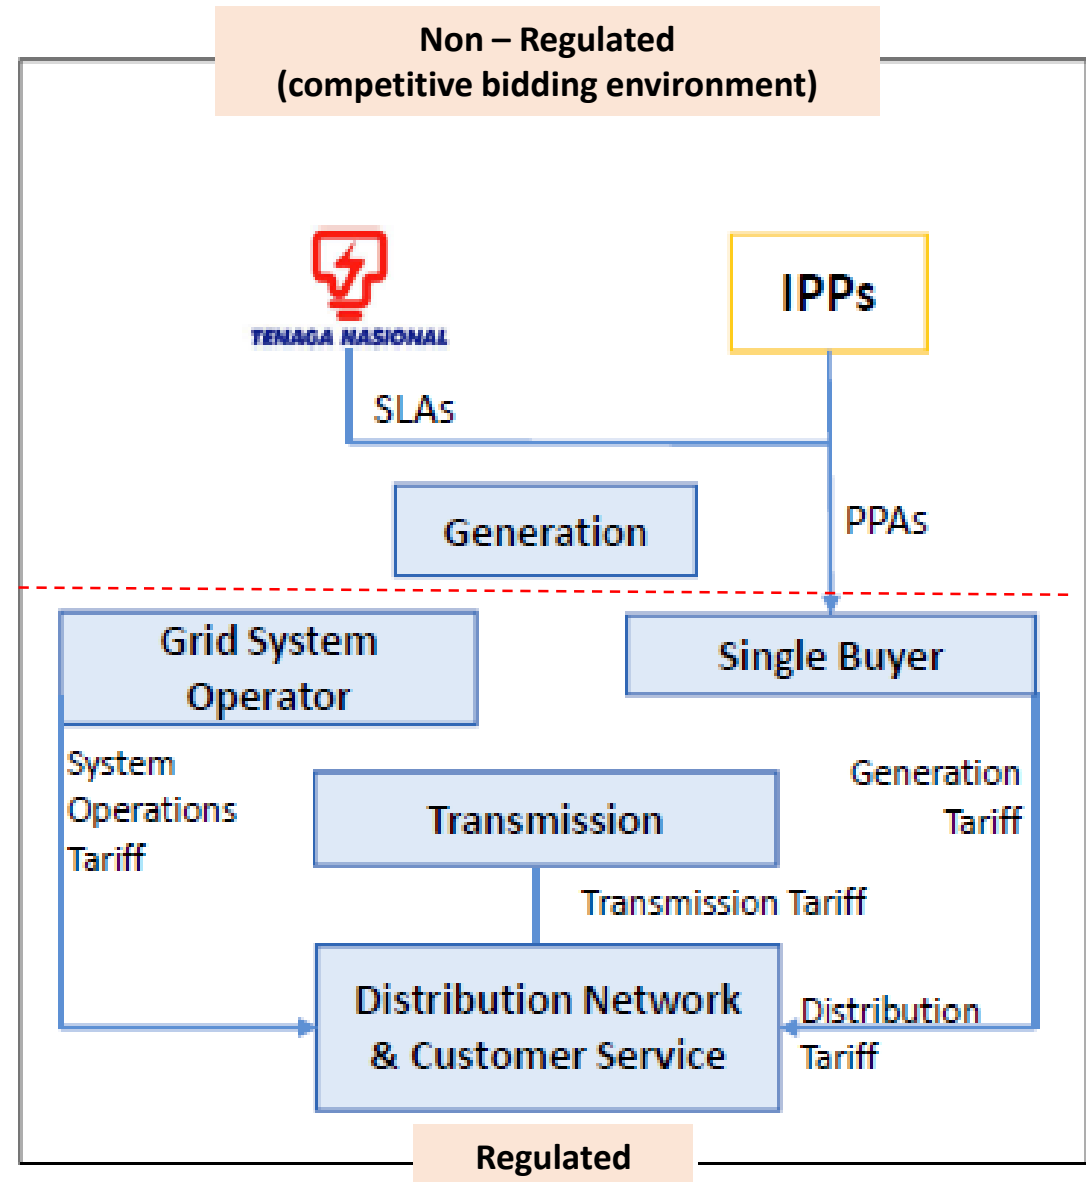 Non – Regulated
(competitive bidding environment)
TENAGA NASIONAL
IPPs
SLAs
Generation
PPAs
Grid System
Operator
Single Buyer
System
Operations
Tariff
Generation
Tariff
Transmission
Transmission Tariff
Distribution Network
& Customer Service
Distribution
Tariff
Regulated